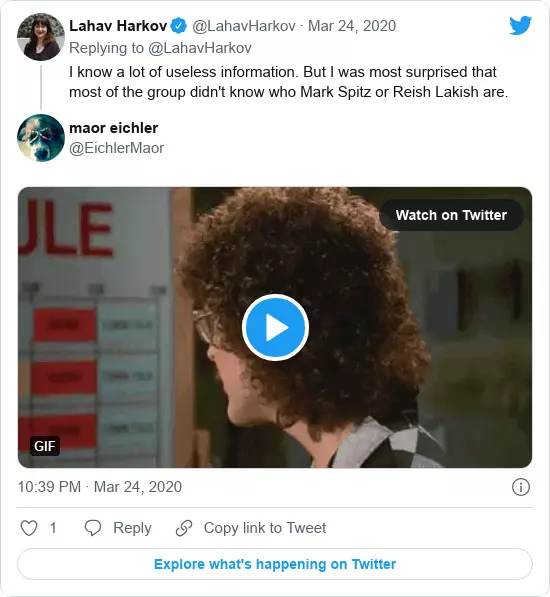 Lahav Harkov @LahavHarkov · Mar 24, 2020
Replying to @LahavHarkov
I know a lot of useless information. But I was most surprised that
most of the group didn't know who Mark Spitz or Reish Lakish are.
maor eichler
@EichlerMaor
Watch on Twitter
ULE
GIF
10:39 PM · Mar 24, 2020
1 Reply Copy link to Tweet
Explore what's happening on Twitter